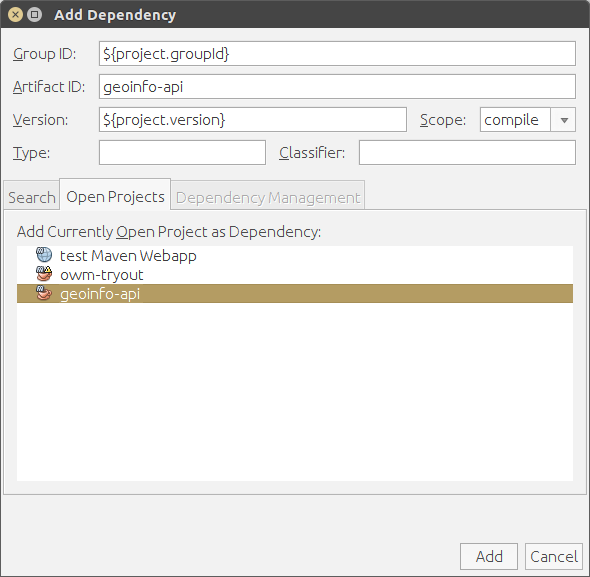 Add Dependency
Group ID: ${project.groupId}
Artifact ID: geoinfo-api
Version: ${project.version} Scope: compile
Type: Classifier:
Search Open Projects Dependency Management
Add Currently Open Project as Dependency:
test Maven Webapp
owm-tryout
geoinfo-api
Add Cancel